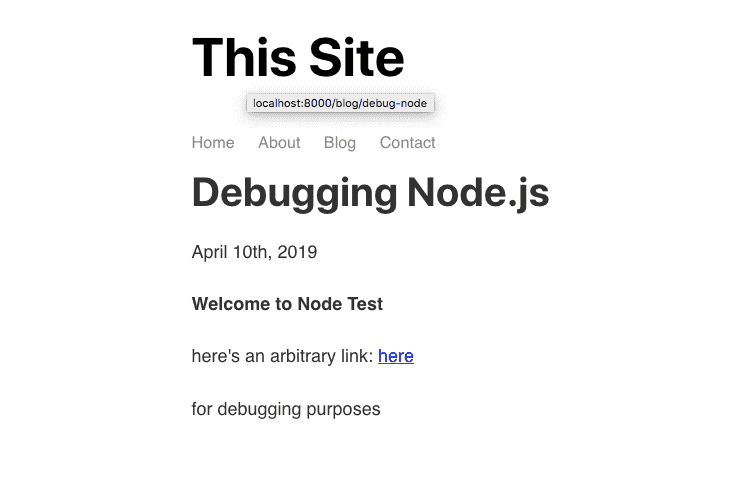 This Site
localhost:8000/blog/debug-node
Home About Blog Contact
Debugging Node.js
April 10th, 2019
Welcome to Node Test
here's an arbitrary link: here
for debugging purposes